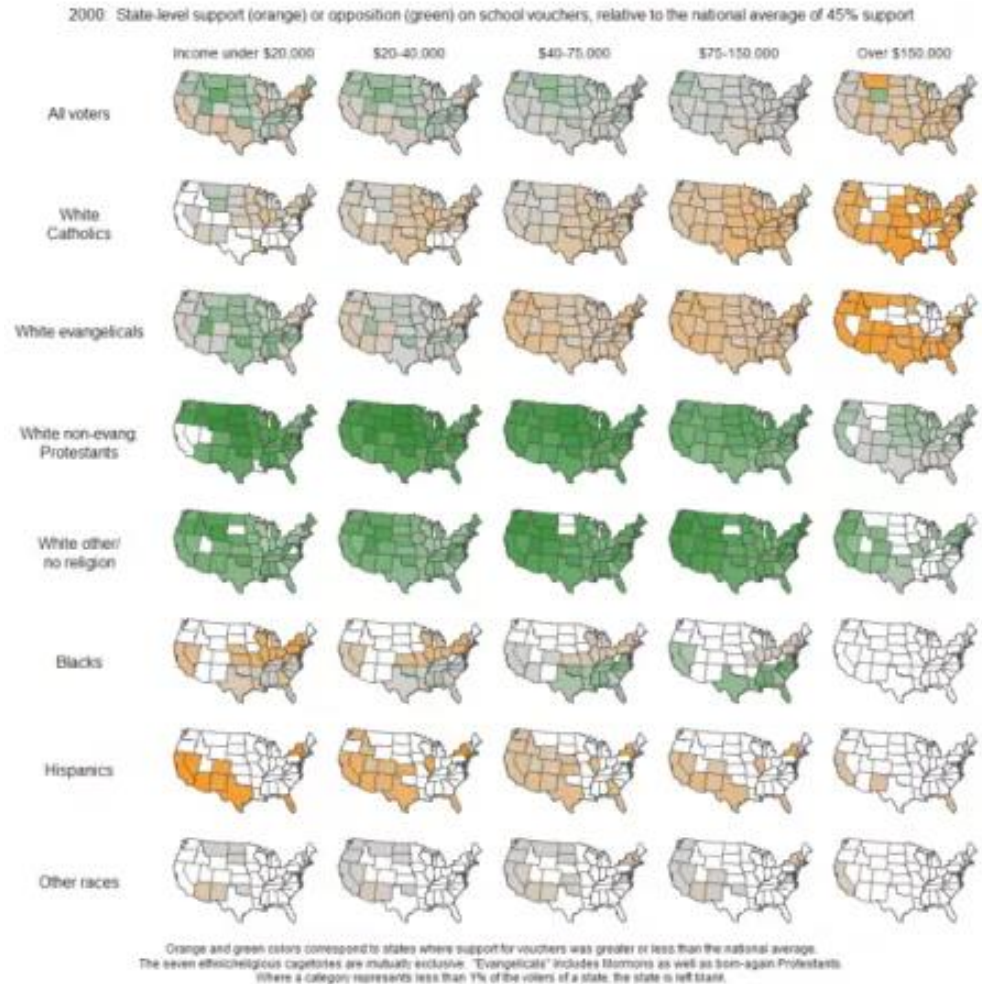 2000: State-level support (orange) or opposition (green) on school vouchers, relative to the national average of 45% support
Income under $20,000 $20-40,000 $40-75,000 $75-150,000 Over $150,000
All voters
White
Catholics
White evangelicals
White non-evang.
Protestants
White other/
no religion
Blacks
Hispanics
Other races
Orange and green colors correspond to states where support for vouchers was greater or less than the national average.
The seven ethnic/religious cagetories are mutually exclusive. "Evangelicals" includes Mormons as well as born-again Protestants.
Where a category represents less than 1% of the voters of a state, the state is left blank.